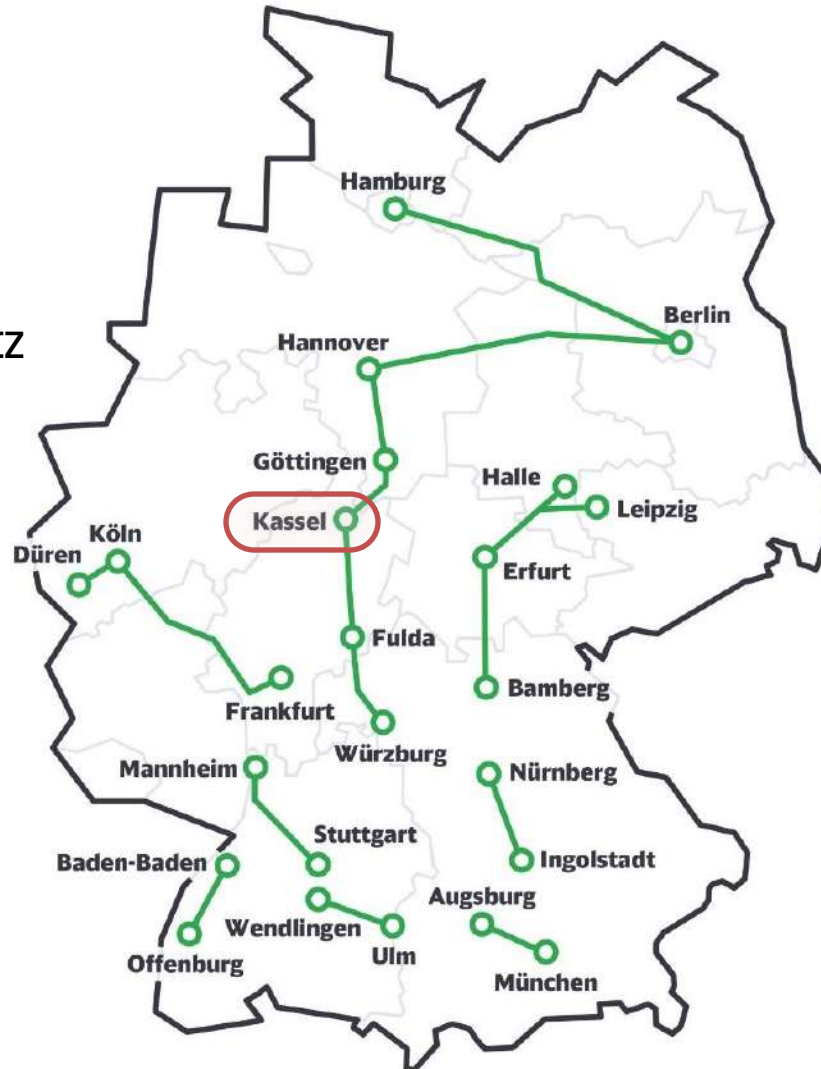 Hamburg
Berlin
tz
Hannover
Göttingen
Halle
Leipzig
Kassel
Köln
Düren
Erfurt
Fulda
Bamberg
Frankfurt
Würzburg
Mannheim
Nürnberg
Stuttgart
Baden-Baden
Ingolstadt
Augsburg
Wendlingen
Ulm
Offenburg
München